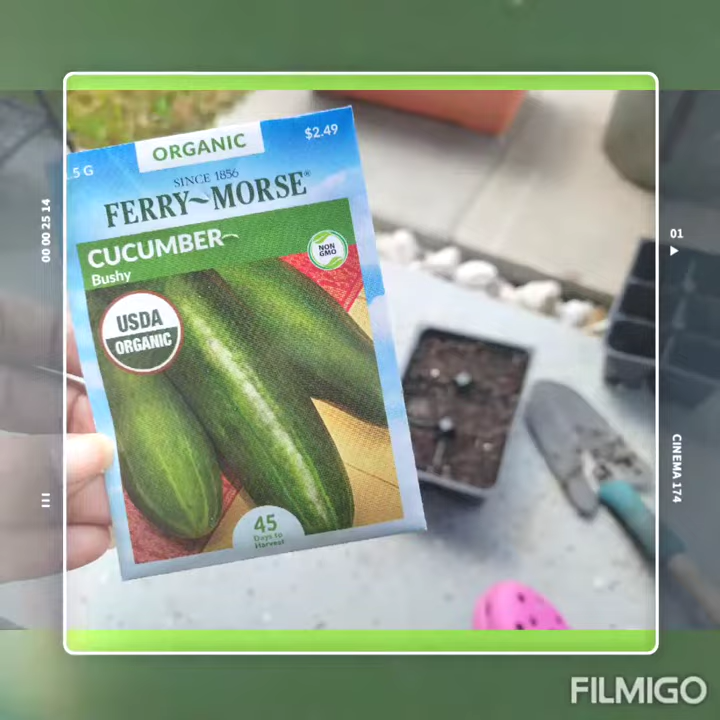 ORGANIC
$2.49
.5 G
SINCE 1856
FERRY~MORSE®
CUCUMBER
Bushy
NON
GMO
USDA
ORGANIC
45
Days to
Harvest
00 00 25 14
01
CINEMA 174
FILMIGO